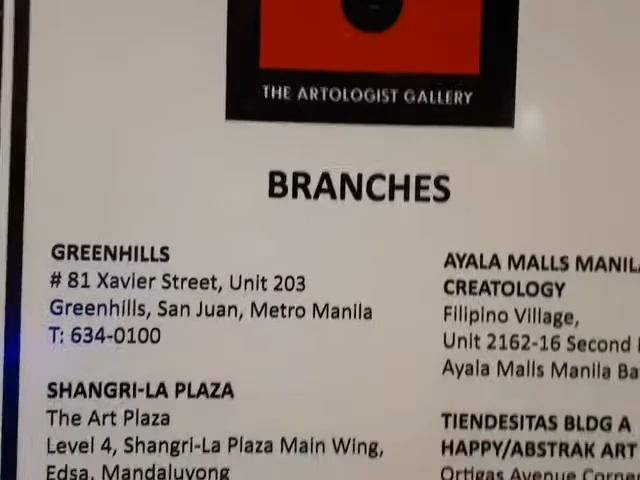 THE ARTOLOGIST GALLERY
BRANCHES
GREENHILLS
# 81 Xavier Street, Unit 203
Greenhills, San Juan, Metro Manila
T: 634-0100
SHANGRI-LA PLAZA
The Art Plaza
Level 4, Shangri-La Plaza Main Wing,
Edsa, Mandaluyong
AYALA MALLS MANILA
CREATOLOGY
Filipino Village,
Unit 2162-16 Second
Ayala Malls Manila Ba
TIENDESITAS BLDG A
HAPPY/ABSTRAK ART
Ortigas Avenue Corner